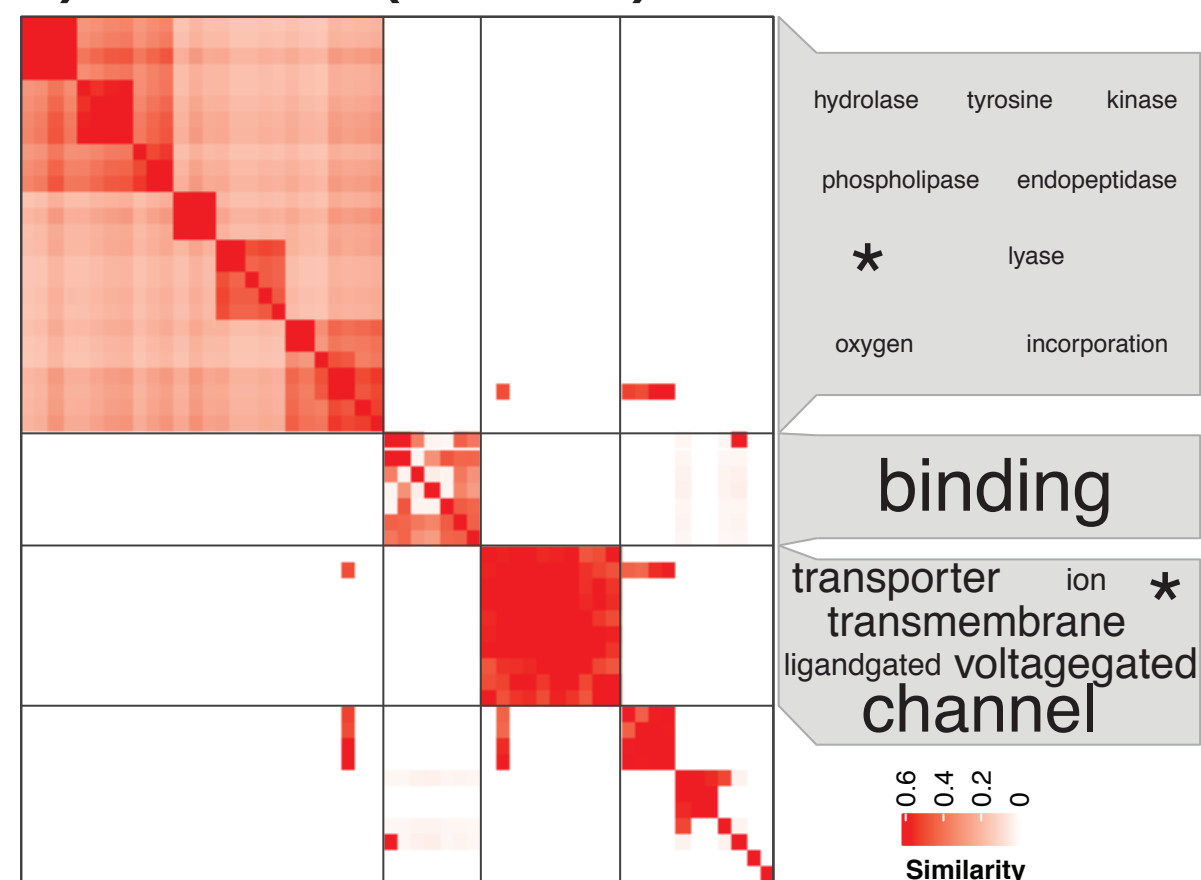 hydrolase tyrosine kinase
phospholipase endopeptidase
* lyase
oxygen incorporation
binding
transporter ion *
transmembrane
ligandgated voltagegated
channel
0.6 0.4 0.2 0
Similarity